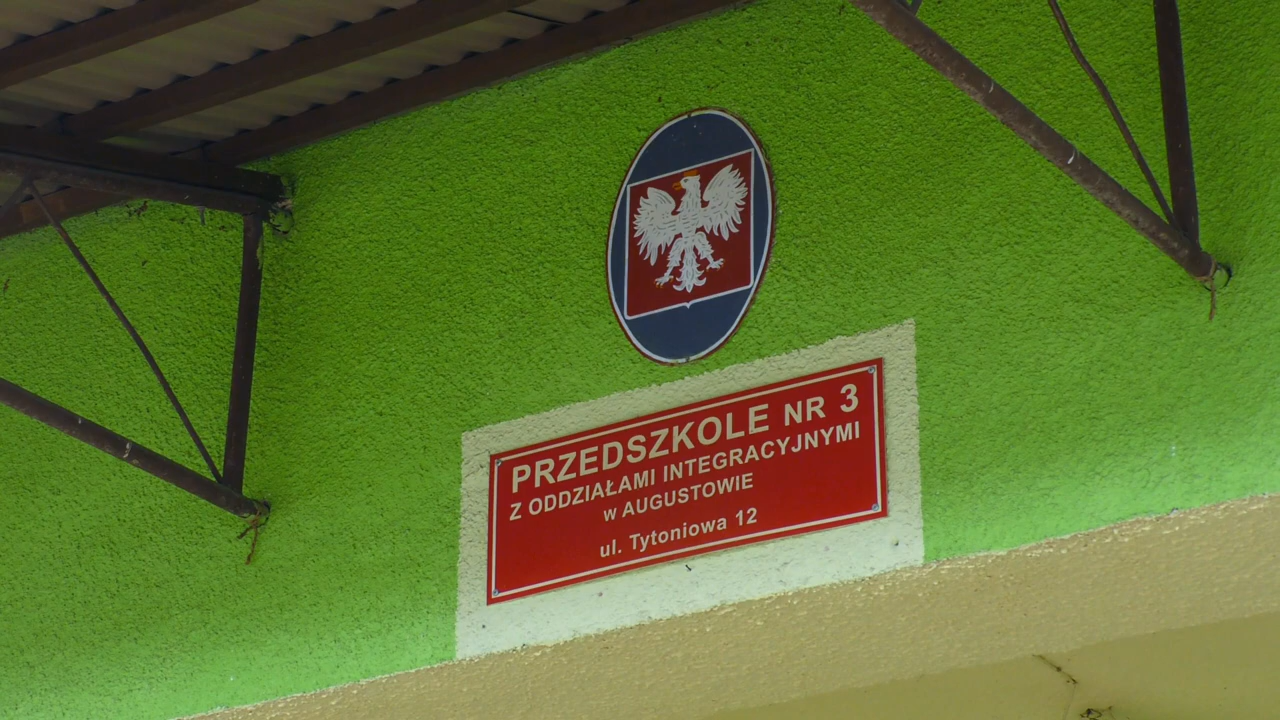 PRZEDSZKOLE NR 3
Z ODDZIAŁAMI INTEGRACYJNYMI
W AUGUSTOWIE
ul. Tytoniowa 12